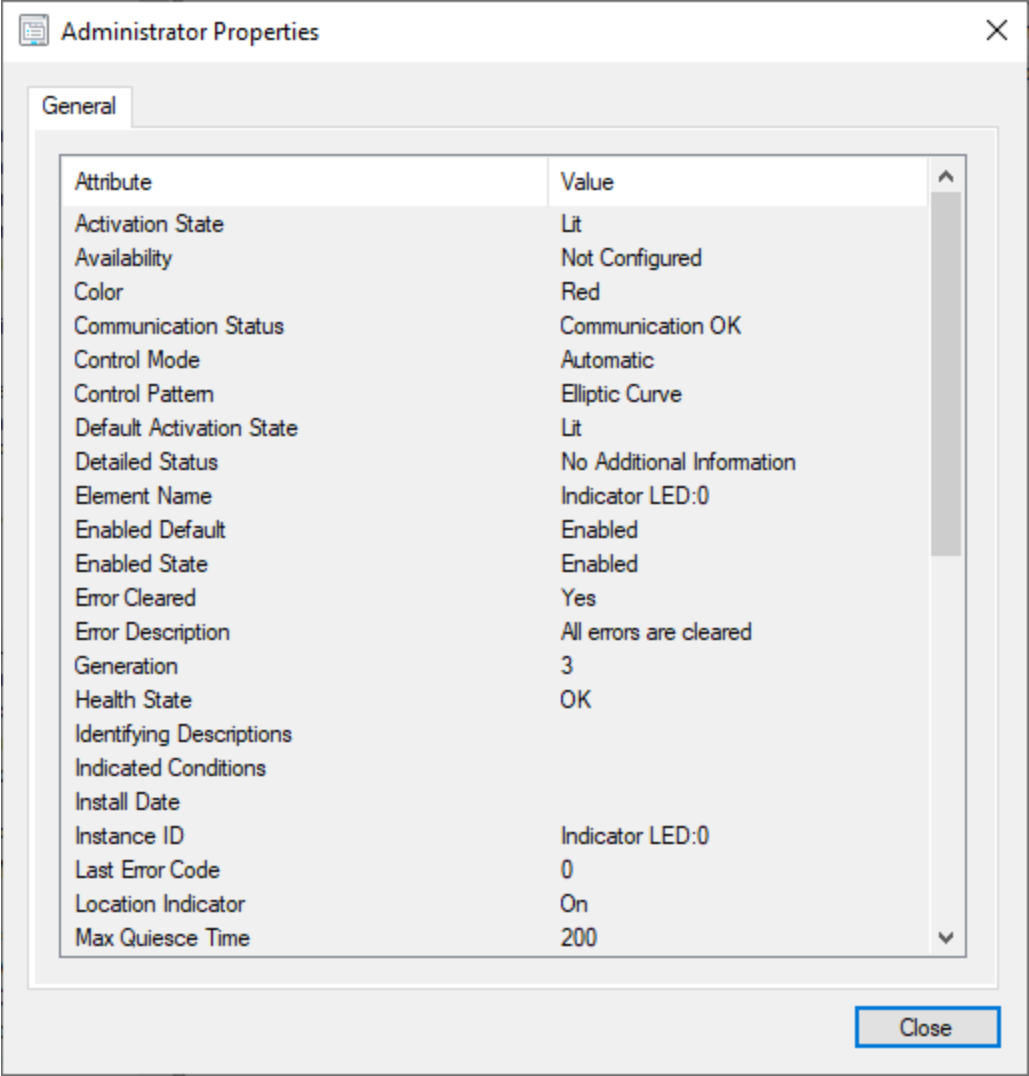 Administrator Properties
General
Attribute Value
Activation State Lit
Availability Not Configured
Color Red
Communication Status Communication OK
Control Mode Automatic
Control Pattern Elliptic Curve
Default Activation State Lit
Detailed Status No Additional Information
Element Name Indicator LED:0
Enabled Default Enabled
Enabled State Enabled
Error Cleared Yes
Error Description All errors are cleared
Generation 3
Health State OK
Identifying Descriptions
Indicated Conditions
Install Date
Instance ID Indicator LED:0
Last Error Code 0
Location Indicator On
Max Quiesce Time 200
Close